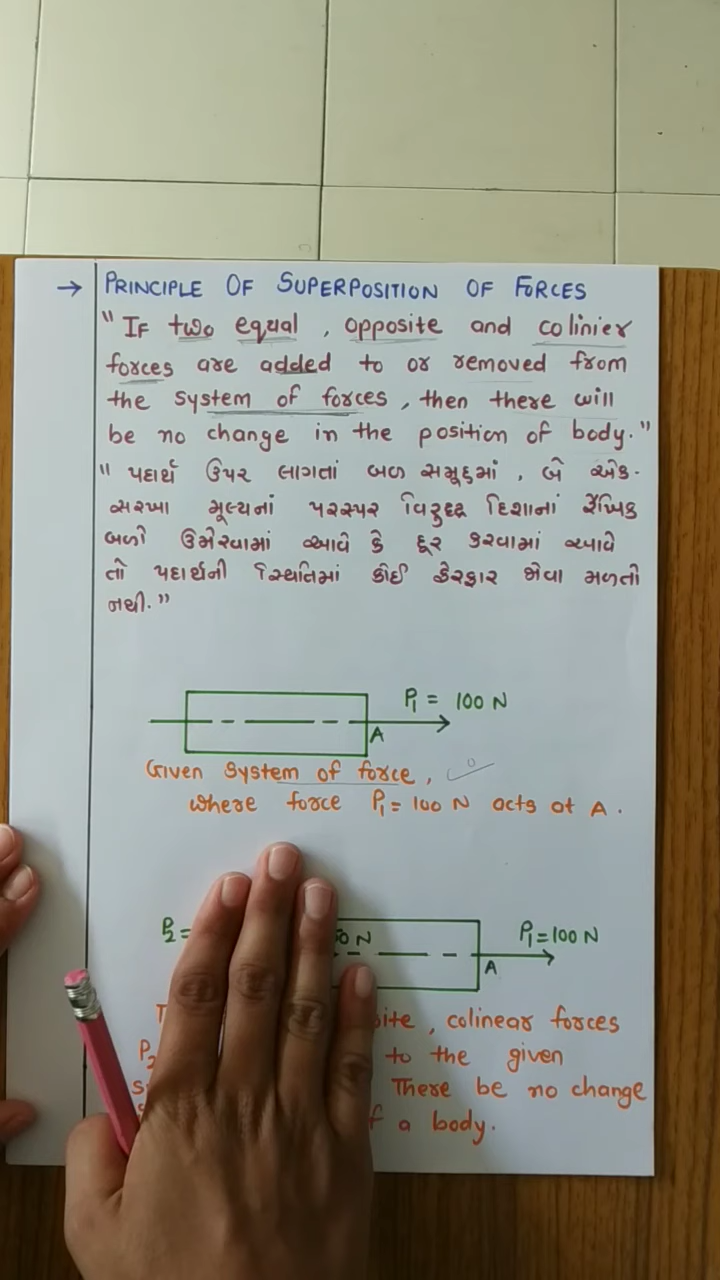 → PRINCIPLE OF SUPERPOSITION OF FORCES
"IF two equal, opposite and colinier
forces are added to or removed from
the system of forces, then there will
be no change in the position of body."
"પદાર્થ ઉપર લાગતાં બળ સમૂહમાં, બે એક-
સરખા મૂલ્યનાં પરસ્પર વિરુદ્ધ દિશાનાં રૈખિક
બળો ઉમેરવામાં આવે કે દૂર કરવામાં આવે
તો પદાર્થની સ્થિતિમાં કોઈ ફેરફાર જોવા મળતો
નથી."
P1 = 100 N
A
Given system of force,
where force P1 = 100 N acts at A.
P2= N P1=100 N
A
, colinear forces
P2 to the given
There be no change
a body.